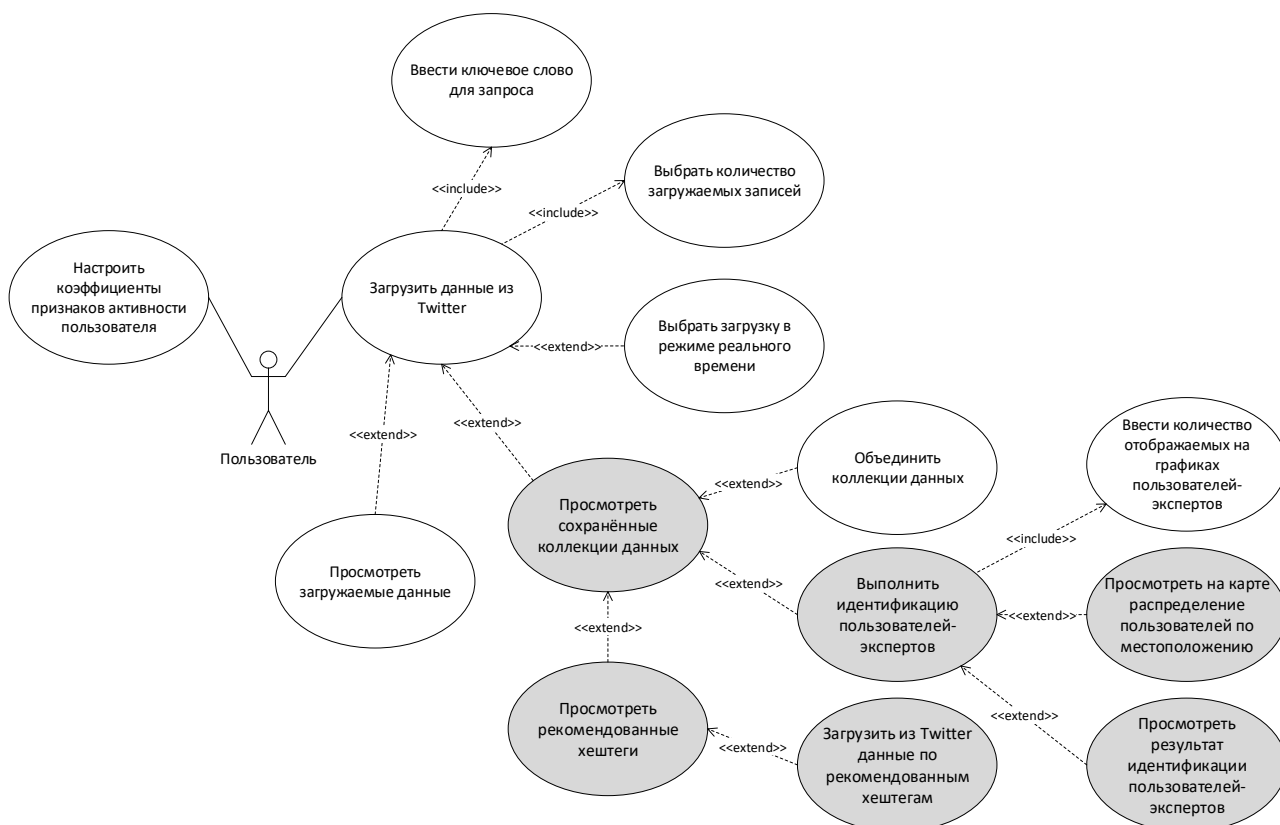 Ввести ключевое слово
для запроса
<<include>>
Выбрать количество
загружаемых записей
<<include>>
Настроить
коэффициенты
признаков активности
пользователя
Загрузить данные из
Twitter
<<extend>>
Выбрать загрузку в
режиме реального
времени
Пользователь
<<extend>>
<<extend>>
Просмотреть
загружаемые данные
Просмотреть
сохранённые
коллекции данных
<<extend>>
Объединить
коллекции данных
Ввести количество
отображаемых на
графиках
пользователей-
экспертов
<<include>>
<<extend>>
Выполнить
идентификацию
пользователей-
экспертов
<<extend>>
Просмотреть на карте
распределение
пользователей по
местоположению
<<extend>>
Просмотреть
рекомендованные
хештеги
<<extend>>
Загрузить из Twitter
данные по
рекомендованным
хештегам
<<extend>>
Просмотреть
результат
идентификации
пользователей-
экспертов